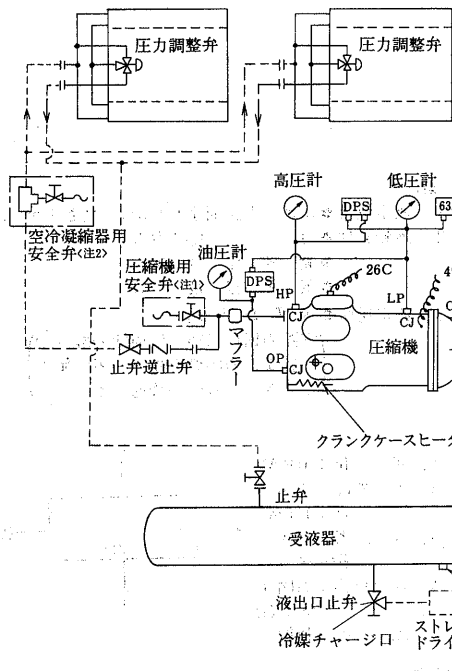 圧力調整弁
圧力調整弁
高圧計
低圧計
DPS
63
空冷凝縮器用
安全弁<注2>
油圧計
圧縮機用
安全弁<注1>
DPS
26C
HP
LP
CJ
CJ
マフラー
圧縮機
止弁逆止弁
OP
CJ
クランクケースヒータ
止弁
受液器
液出口止弁
冷媒チャージ口
ストレ
ドライ